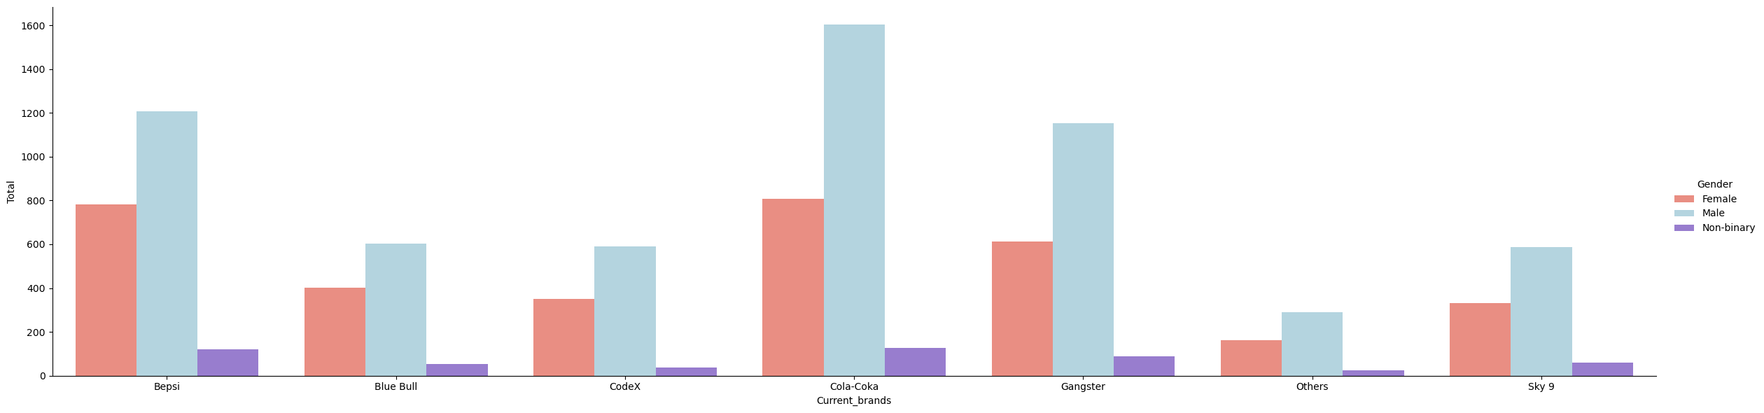 1600
1400
1200
1000
800
600
400
200
0
Total
Bepsi Blue Bull CodeX Cola-Coka Gangster Others Sky 9
Current_brands
Gender
Female
Male
Non-binary